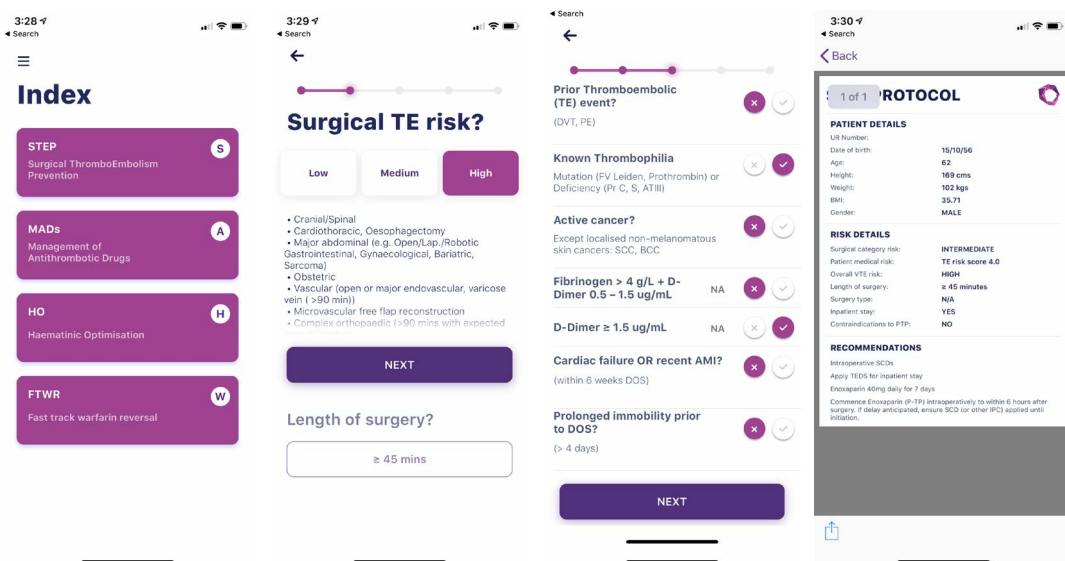 3:28
◄ Search
Index
STEP
S
Surgical ThromboEmbolism
Prevention
MADs
A
Management of
Antithrombotic Drugs
HO
H
Haematinic Optimisation
FTWR
W
Fast track warfarin reversal
3:29
◄ Search
Surgical TE risk?
Low Medium High
• Cranial/Spinal
• Cardiothoracic, Oesophagectomy
• Major abdominal (e.g. Open/Lap./Robotic
Gastrointestinal, Gynaecological, Bariatric,
Sarcoma)
• Obstetric
• Vascular (open or major endovascular, varicose
vein ( >90 min))
• Microvascular free flap reconstruction
• Complex orthopaedic (>90 mins with expected
NEXT
Length of surgery?
≥ 45 mins
◄ Search
Prior Thromboembolic
(TE) event?
(DVT, PE)
Known Thrombophilia
Mutation (FV Leiden, Prothrombin) or
Deficiency (Pr C, S, ATIII)
Active cancer?
Except localised non-melanomatous
skin cancers: SCC, BCC
Fibrinogen > 4 g/L + D-
Dimer 0.5 – 1.5 ug/mL NA
D-Dimer ≥ 1.5 ug/mL NA
Cardiac failure OR recent AMI?
(within 6 weeks DOS)
Prolonged immobility prior
to DOS?
(> 4 days)
NEXT
3:30
◄ Search
Back
1 of 1 PROTOCOL
PATIENT DETAILS
UR Number:
Date of birth: 15/10/56
Age: 62
Height: 169 cms
Weight: 102 kgs
BMI: 35.71
Gender: MALE
RISK DETAILS
Surgical category risk: INTERMEDIATE
Patient medical risk: TE risk score 4.0
Overall VTE risk: HIGH
Length of surgery: ≥ 45 minutes
Surgery type: N/A
Inpatient stay: YES
Contraindications to PTP: NO
RECOMMENDATIONS
Intraoperative SCDs
Apply TEDS for inpatient stay
Enoxaparin 40mg daily for 7 days
Commence Enoxaparin (P-TP) intraoperatively to within 6 hours after
surgery. If delay anticipated, ensure SCD (or other IPC) applied until
initiation.